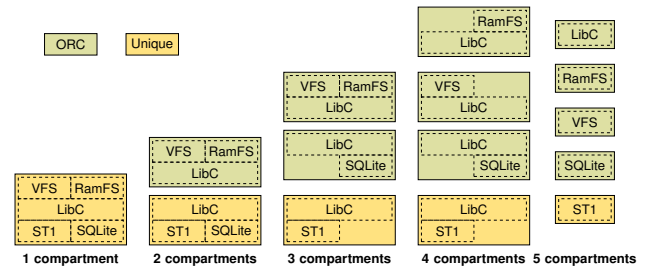 ORC Unique
RamFS
LibC
LibC
VFS RamFS
LibC
VFS
LibC
RamFS
VFS RamFS
LibC
LibC
SQLite
LibC
SQLite
VFS
SQLite
VFS RamFS
LibC
ST1 SQLite
LibC
ST1 SQLite
LibC
ST1
LibC
ST1
ST1
1 compartment 2 compartments 3 compartments 4 compartments 5 compartments